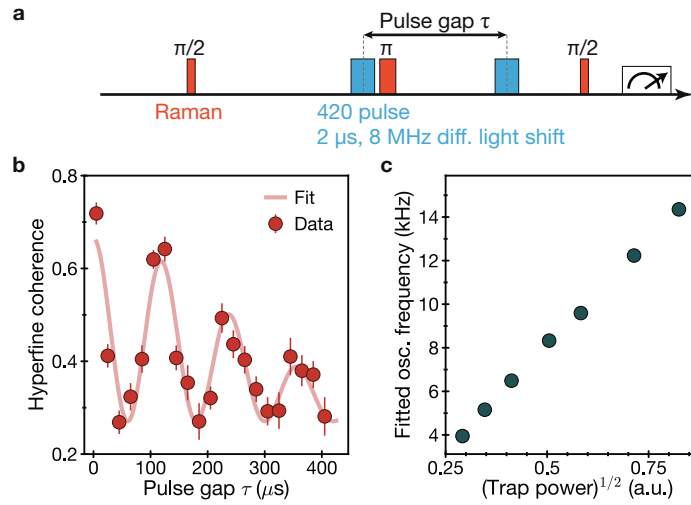 a
Pulse gap τ
π/2
π
π/2
Raman
420 pulse
2 μs, 8 MHz diff. light shift
b
0.8
0.6
0.4
0.2
Hyperfine coherence
Fit
Data
0
100
200
300
400
Pulse gap τ (μs)
c
14
12
10
8
6
4
Fitted osc. frequency (kHz)
0.25
0.5
0.75
(Trap power)^1/2 (a.u.)